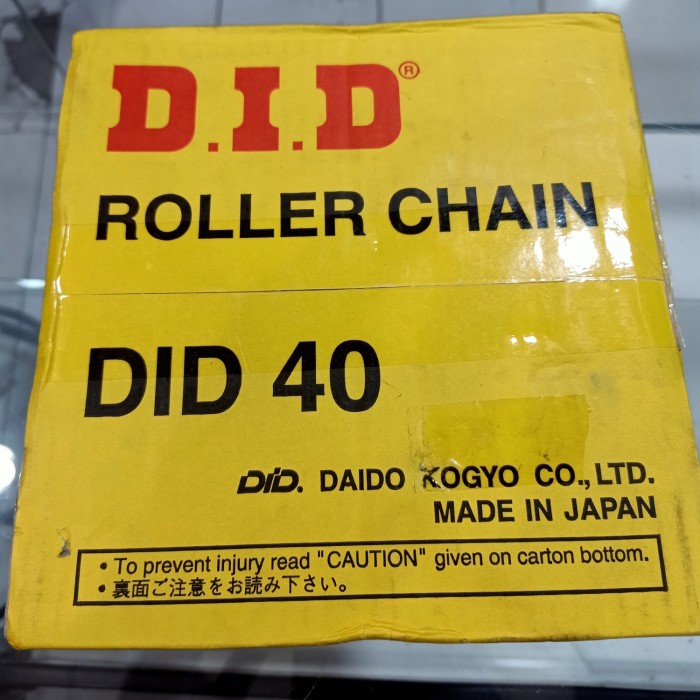 D.I.D®
ROLLER CHAIN
DID 40
DID. DAIDO KOGYO CO.,LTD.
MADE IN JAPAN
• To prevent injury read "CAUTION" given on carton bottom.
• 裏面ご注意をお読み下さい。